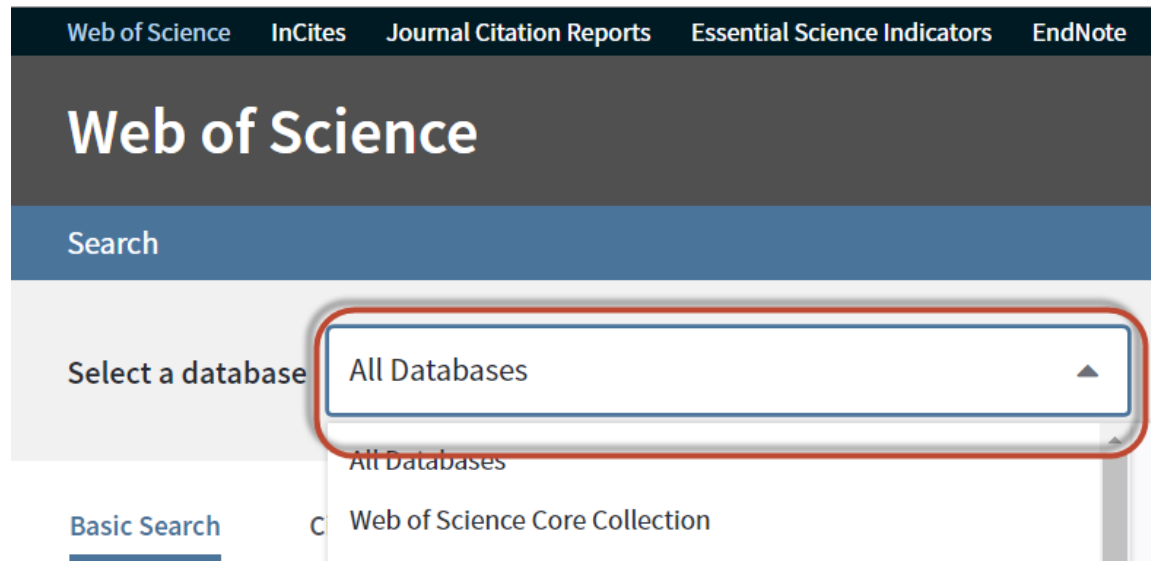 Web of Science InCites Journal Citation Reports Essential Science Indicators EndNote
Web of Science
Search
Select a database All Databases
All Databases
Basic Search C Web of Science Core Collection